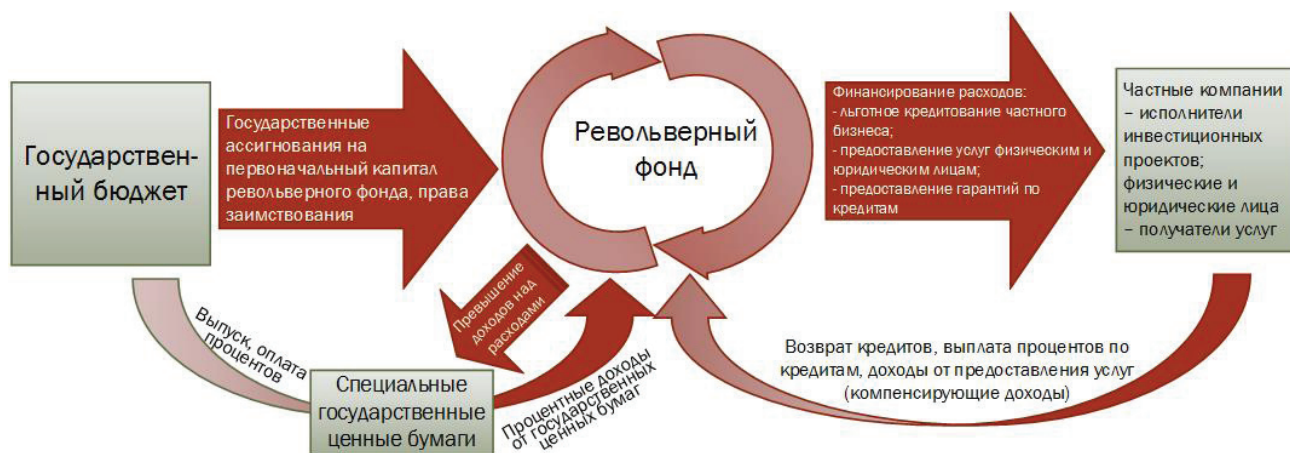 Государствен-
ный бюджет
Государственные
ассигнования на
первоначальный капитал
револьверного фонда, права
заимствования
Револьверный
фонд
Финансирование расходов:
- льготное кредитование частного
бизнеса;
- предоставление услуг физическим и
юридическим лицам;
- предоставление гарантий по
кредитам
Частные компании
– исполнители
инвестиционных
проектов;
физические и
юридические лица
– получатели услуг
Выпуск, оплата
процентов
Превышение
доходов над
расходами
Специальные
государственные
ценные бумаги
Процентные доходы
от государственных
ценных бумаг
Возврат кредитов, выплата процентов по
кредитам, доходы от предоставления услуг
(компенсирующие доходы)